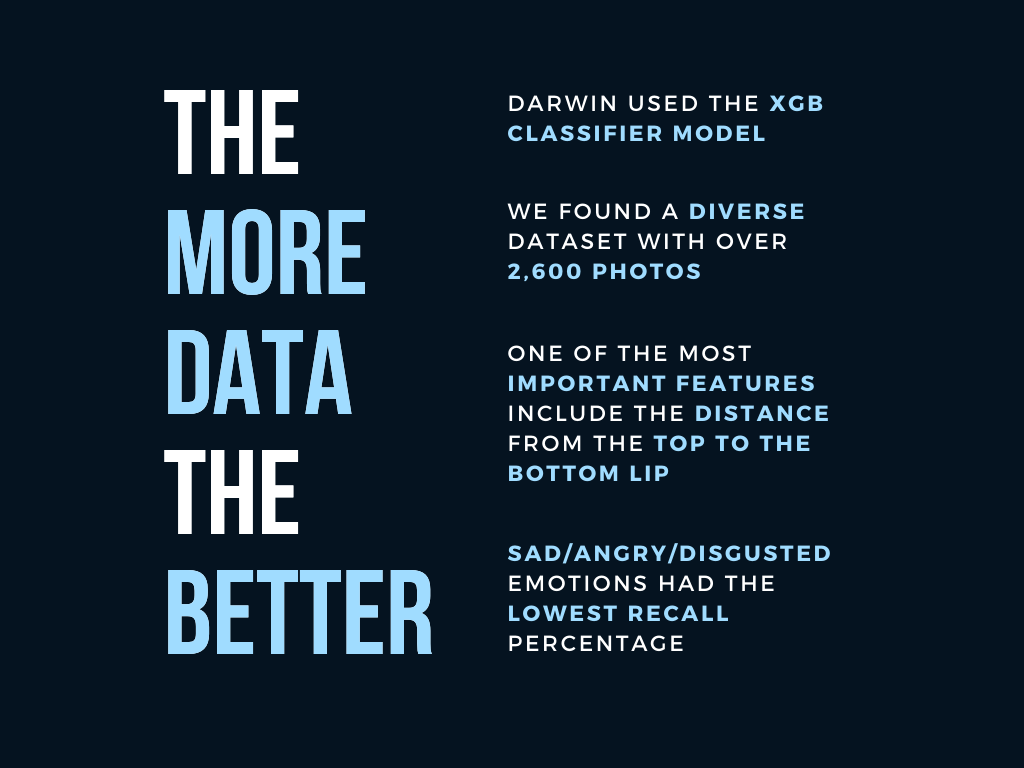 THE
MORE
DATA
THE
BETTER
DARWIN USED THE XGB
CLASSIFIER MODEL
WE FOUND A DIVERSE
DATASET WITH OVER
2,600 PHOTOS
ONE OF THE MOST
IMPORTANT FEATURES
INCLUDE THE DISTANCE
FROM THE TOP TO THE
BOTTOM LIP
SAD/ANGRY/DISGUSTED
EMOTIONS HAD THE
LOWEST RECALL
PERCENTAGE